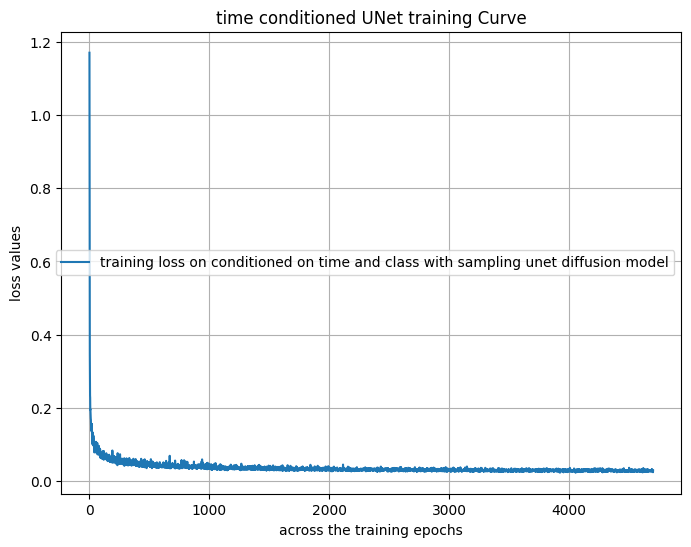 time conditioned UNet training Curve
1.2
1.0
0.8
0.6
0.4
0.2
0.0
loss values
training loss on conditioned on time and class with sampling unet diffusion model
0 1000 2000 3000 4000
across the training epochs